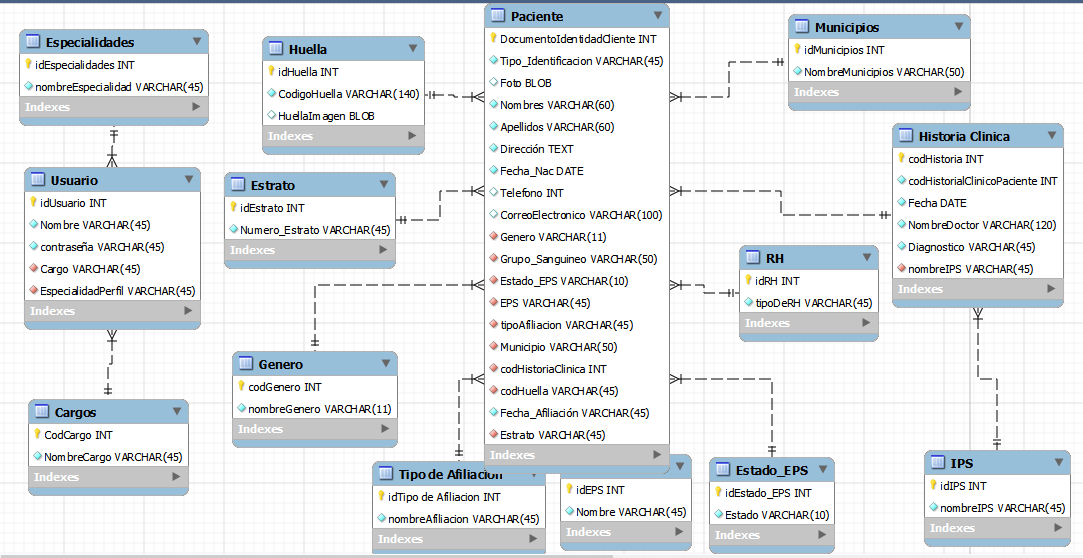 Especialidades
idEspecialidades INT
nombreEspecialidad VARCHAR(45)
Indexes
Usuario
idUsuario INT
Nombre VARCHAR(45)
contraseña VARCHAR(45)
Cargo VARCHAR(45)
EspecialidadPerfil VARCHAR(45)
Indexes
Cargos
CodCargo INT
NombreCargo VARCHAR(45)
Indexes
Huella
idHuella INT
CodigoHuella VARCHAR(140)
HuellaImagen BLOB
Indexes
Estrato
idEstrato INT
Numero_Estrato VARCHAR(45)
Indexes
Genero
codGenero INT
nombreGenero VARCHAR(11)
Indexes
Tipo de Afiliacion
idTipo de Afiliacion INT
nombreAfiliacion VARCHAR(45)
Indexes
Paciente
DocumentoIdentidadCliente INT
Tipo_Identificacion VARCHAR(45)
Foto BLOB
Nombres VARCHAR(60)
Apellidos VARCHAR(60)
Dirección TEXT
Fecha_Nac DATE
Telefono INT
CorreoElectronico VARCHAR(100)
Genero VARCHAR(11)
Grupo_Sanguineo VARCHAR(50)
Estado_EPS VARCHAR(10)
EPS VARCHAR(45)
tipoAfiliacion VARCHAR(45)
Municipio VARCHAR(50)
codHistoriaClinica INT
codHuella VARCHAR(45)
Fecha_Afiliación VARCHAR(45)
Estrato VARCHAR(45)
Indexes
idEPS INT
Nombre VARCHAR(45)
Indexes
Municipios
idMunicipios INT
NombreMunicipios VARCHAR(50)
Indexes
Historia Clinica
codHistoria INT
codHistorialClinicoPaciente INT
Fecha DATE
NombreDoctor VARCHAR(120)
Diagnostico VARCHAR(45)
nombreIPS VARCHAR(45)
Indexes
RH
idRH INT
tipoDeRH VARCHAR(45)
Indexes
Estado_EPS
idEstado_EPS INT
Estado VARCHAR(10)
Indexes
IPS
idIPS INT
nombreIPS VARCHAR(45)
Indexes